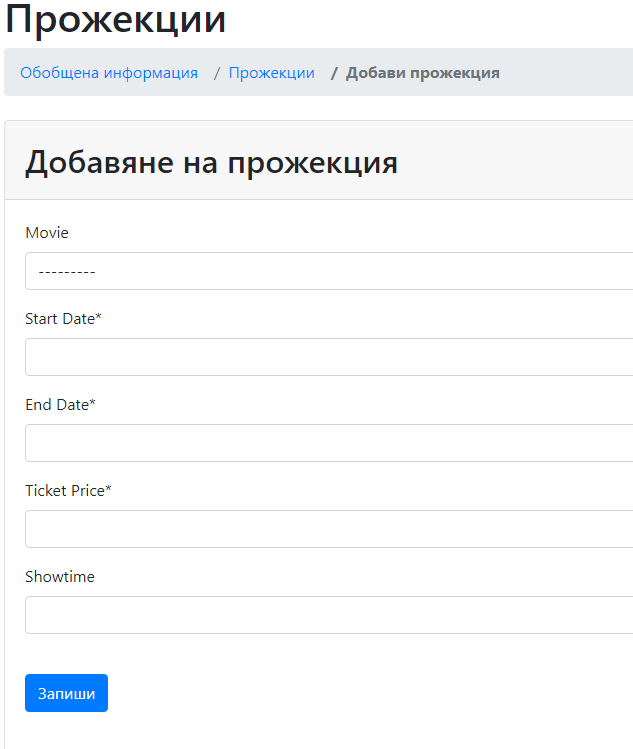 Прожекции
Обобщена информация / Прожекции / Добави прожекция
Добавяне на прожекция
Movie
---------
Start Date*
End Date*
Ticket Price*
Showtime
Запиши